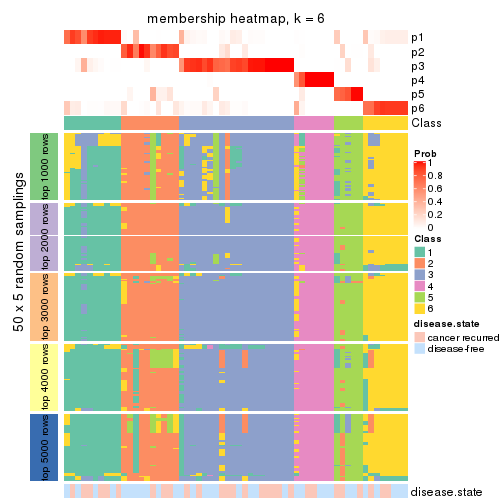 membership heatmap, k = 6
p1
p2
p3
p4
p5
p6
Class
50 x 5 random samplings
top 1000 rows
top 2000 rows
top 3000 rows
top 4000 rows
top 5000 rows
disease.state
Prob
1
0.8
0.6
0.4
0.2
0
Class
1
2
3
4
5
6
disease.state
cancer recurred
disease-free